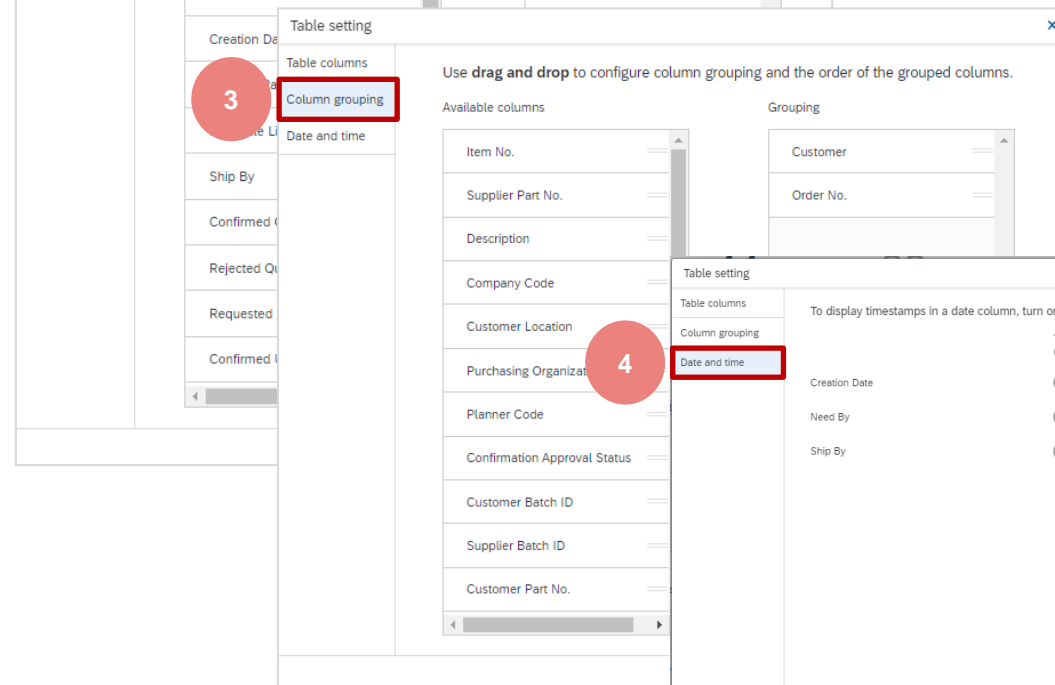 Creation Da
3
Ship By
Confirmed
Rejected Qu
Requested
Confirmed
Table setting
Table columns
Column grouping
Date and time
Use drag and drop to configure column grouping and the order of the grouped columns.
Available columns
Item No.
Supplier Part No.
Description
Company Code
Customer Location
Purchasing Organizat
Planner Code
Confirmation Approval Status
Customer Batch ID
Supplier Batch ID
Customer Part No.
Grouping
Customer
Order No.
4
Table setting
Table columns
Column grouping
Date and time
To display timestamps in a date column, turn on
Creation Date
Need By
Ship By